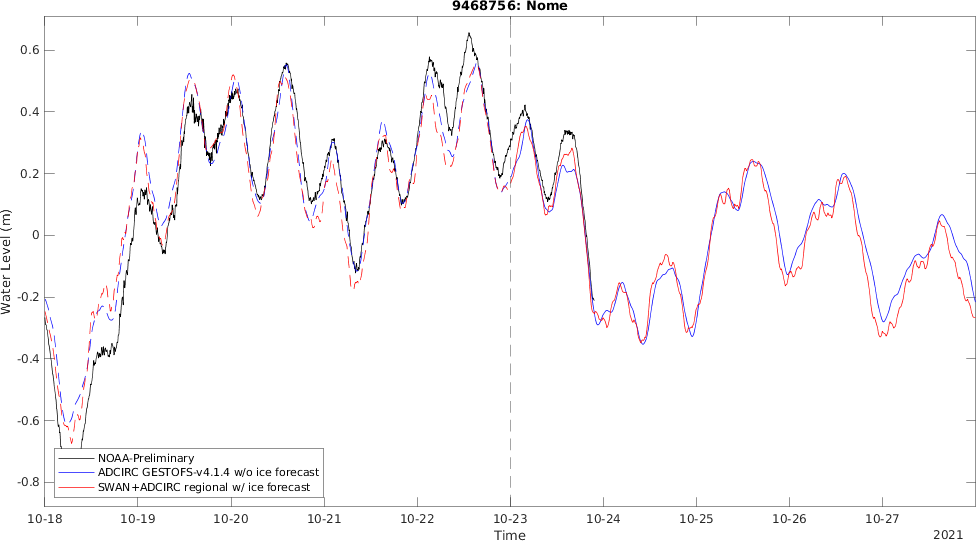 9468756: Nome
0.6
0.4
0.2
0
-0.2
-0.4
-0.6
-0.8
Water Level (m)
NOAA-Preliminary
ADCIRC GESTOFS-v4.1.4 w/o ice forecast
SWAN+ADCIRC regional w/ ice forecast
10-18 10-19 10-20 10-21 10-22 10-23 10-24 10-25 10-26 10-27
Time
2021